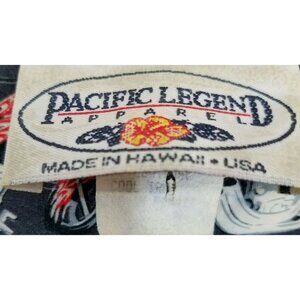 PACIFIC LEGEND
APPAREL
MADE IN HAWAII • USA